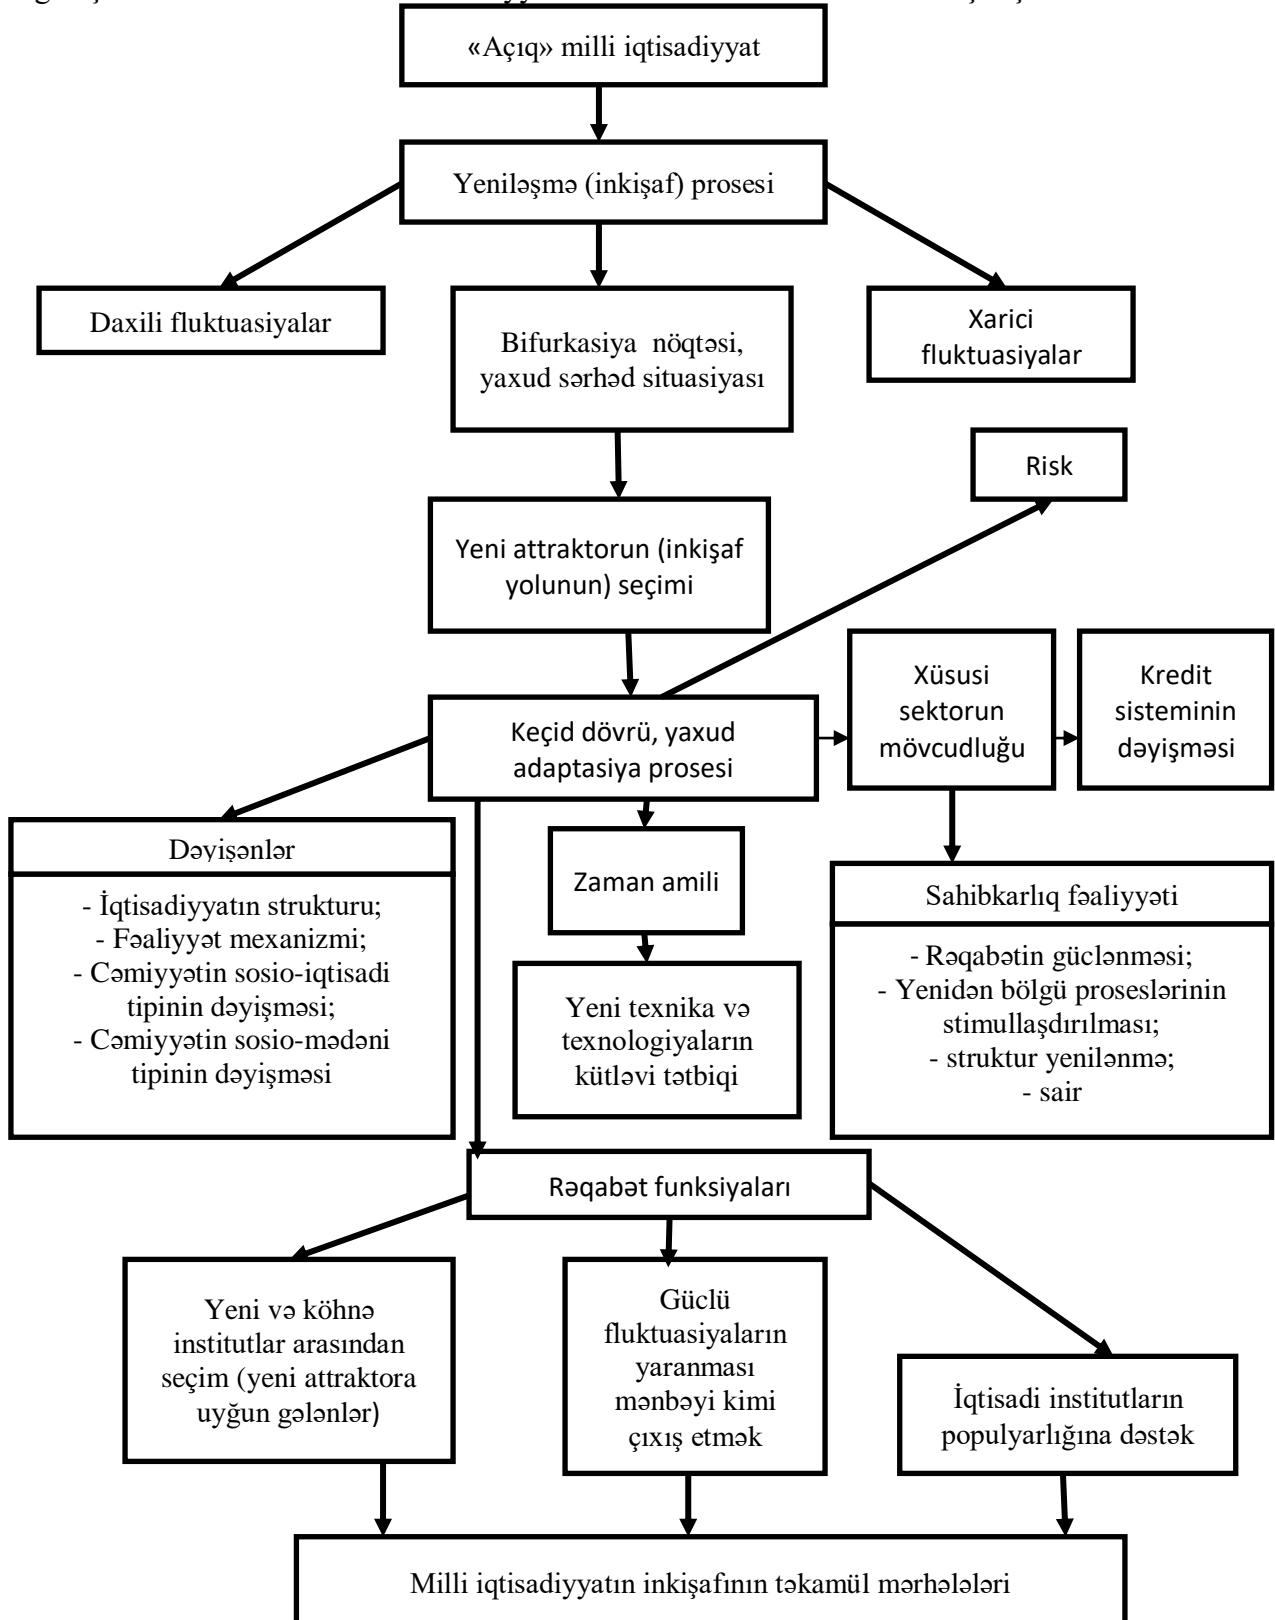 «Açıq» milli iqtisadiyyat
Yeniləşmə (inkişaf) prosesi
Daxili fluktuasiyalar
Bifurkasiya nöqtəsi,
yaxud sərhəd situasiyası
Xarici
fluktuasiyalar
Risk
Yeni attraktorun (inkişaf
yolunun) seçimi
Keçid dövrü, yaxud
adaptasiya prosesi
Xüsusi
sektorun
mövcudluğu
Kredit
sisteminin
dəyişməsi
Dəyişənlər
- İqtisadiyyatın strukturu;
- Fəaliyyət mexanizmi;
- Cəmiyyətin sosio-iqtisadi
tipinin dəyişməsi;
- Cəmiyyətin sosio-mədəni
tipinin dəyişməsi
Zaman amili
Yeni texnika və
texnologiyaların
kütləvi tətbiqi
Sahibkarlıq fəaliyyəti
- Rəqabətin güclənməsi;
- Yenidən bölgü proseslərinin
stimullaşdırılması;
- struktur yenilənmə;
- sair
Rəqabət funksiyaları
Yeni və köhnə
institutlar arasından
seçim (yeni attraktora
uyğun gələnlər)
Güclü
fluktuasiyaların
yaranması
mənbəyi kimi
çıxış etmək
İqtisadi institutların
populyarlığına dəstək
Milli iqtisadiyyatın inkişafının təkamül mərhələləri